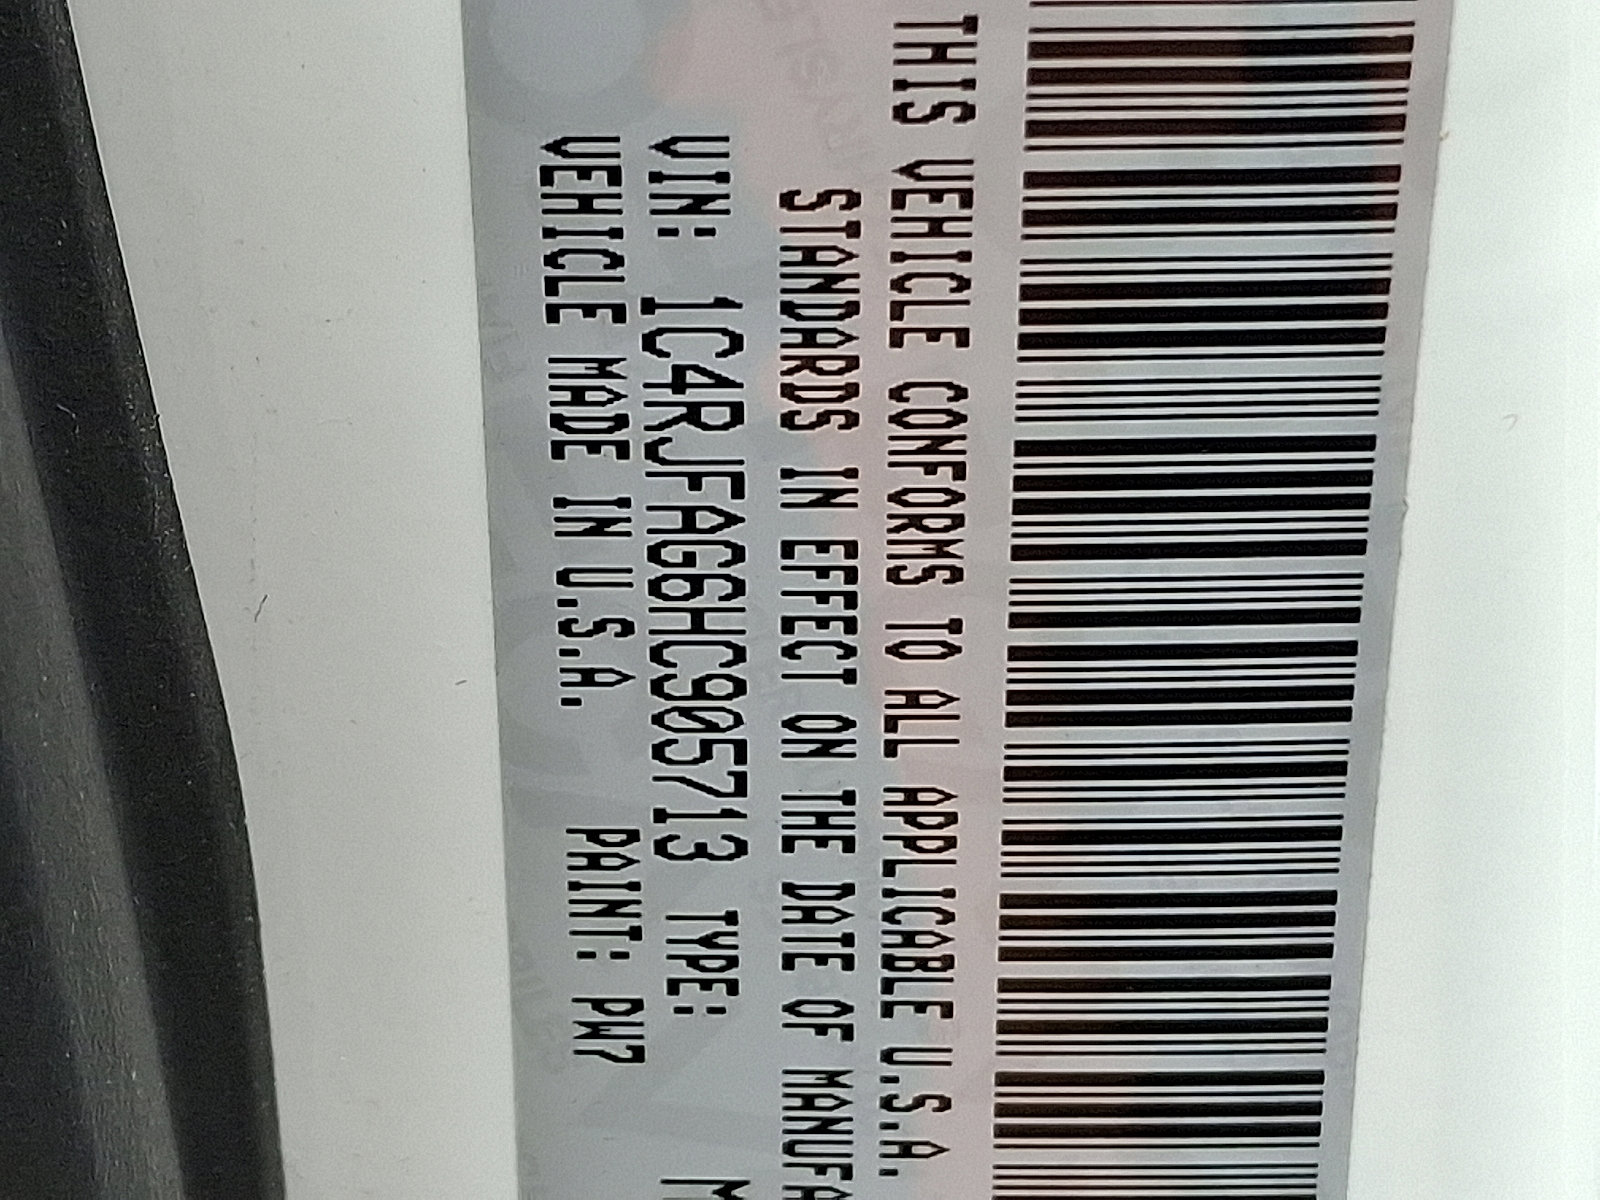 THIS VEHICLE CONFORMS TO ALL APPLICABLE U.S.A.
STANDARDS IN EFFECT ON THE DATE OF MANUFA
VIN: 1C4RJFAG6HC905713 TYPE: M
VEHICLE MADE IN U.S.A. PAINT: PW7